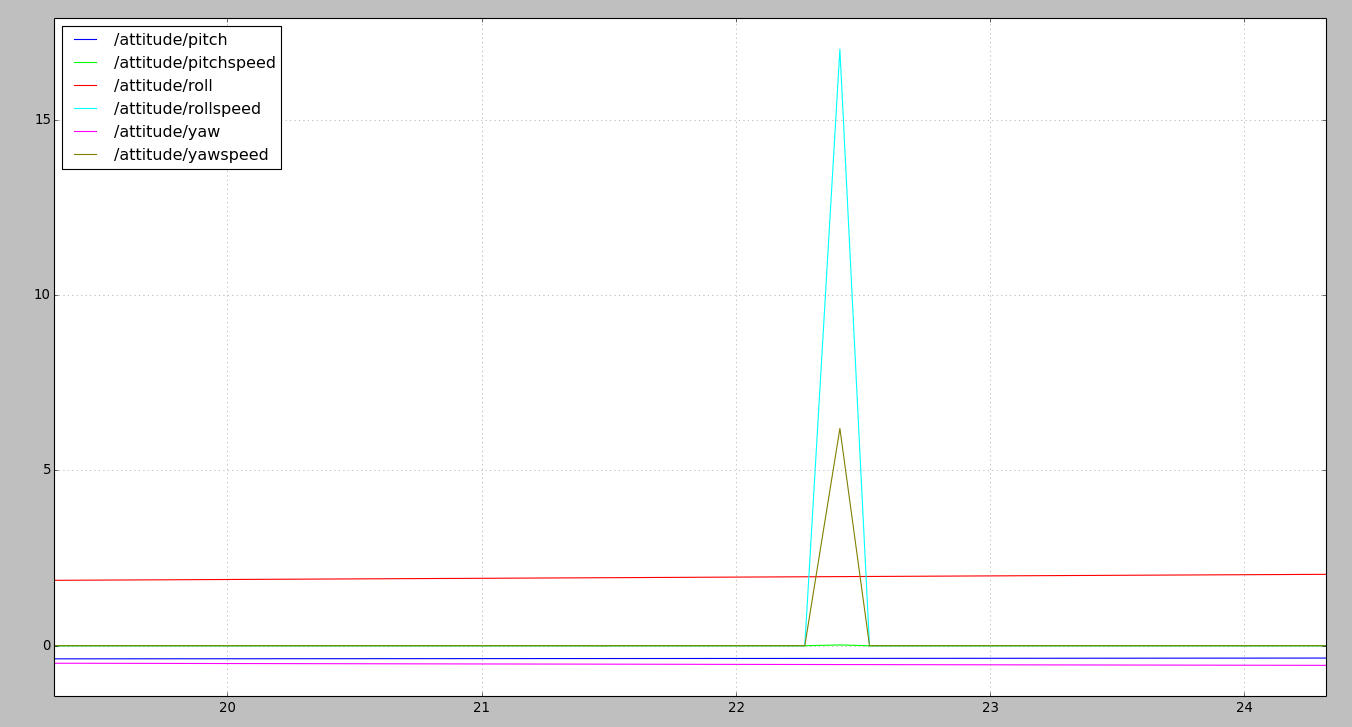 /attitude/pitch
/attitude/pitchspeed
/attitude/roll
/attitude/rollspeed
/attitude/yaw
/attitude/yawspeed
15
10
5
0
20 21 22 23 24